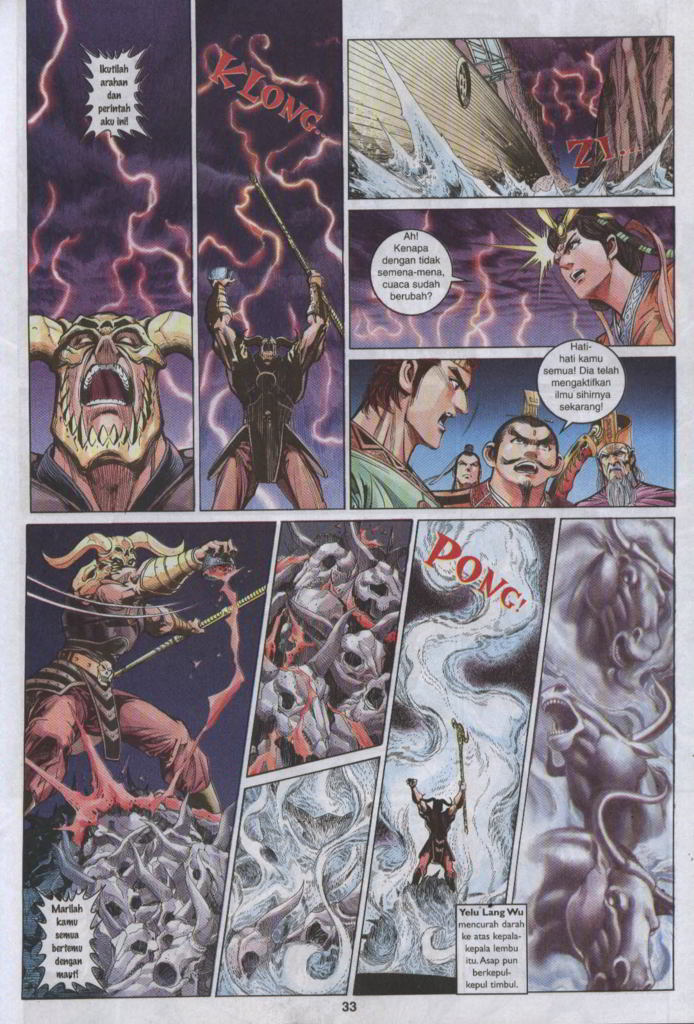 Ikutilah
arahan
dan
perintah
aku ini!
KLONG...
ZI...
Ah!
Kenapa
dengan tidak
semena-mena,
cuaca sudah
berubah?
Hati-
hati kamu
semua! Dia telah
mengaktifkan
ilmu sihirnya
sekarang!
Marilah
kamu
semua
bertemu
dengan
maut!
PONG!
Yelu Lang Wu
mencurah darah
ke atas kepala-
kepala lembu
itu. Asap pun
berkepul-
kepul timbul.
33